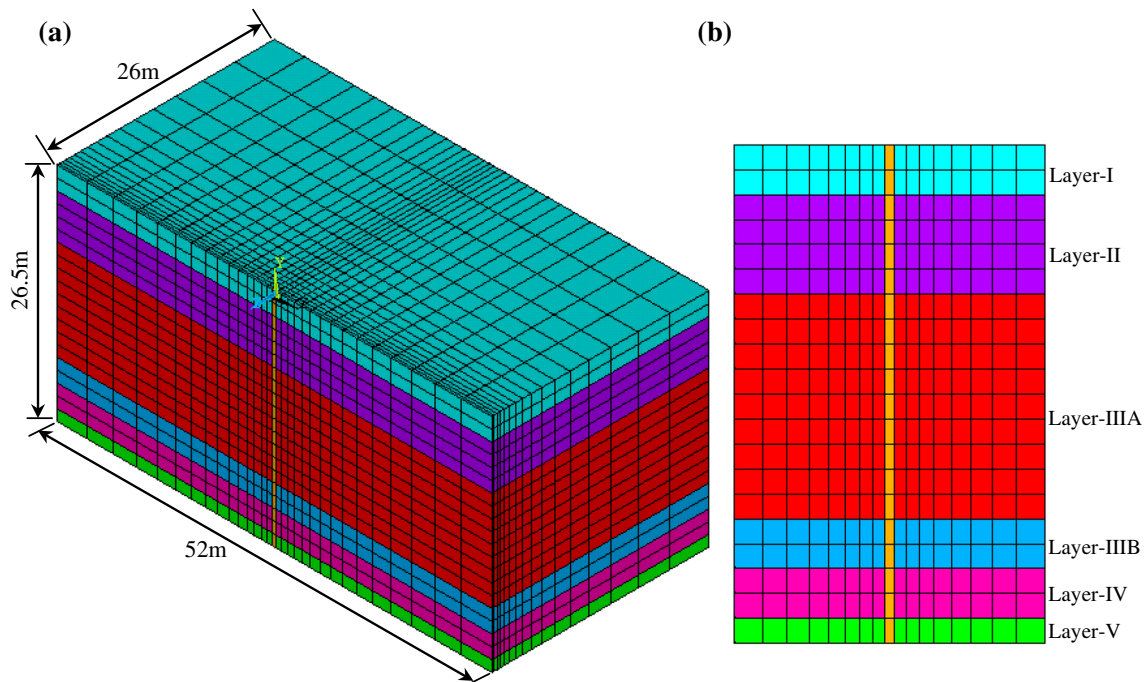 (a)
26m
26.5m
52m
Y
(b)
Layer-I
Layer-II
Layer-IIIA
Layer-IIIB
Layer-IV
Layer-V